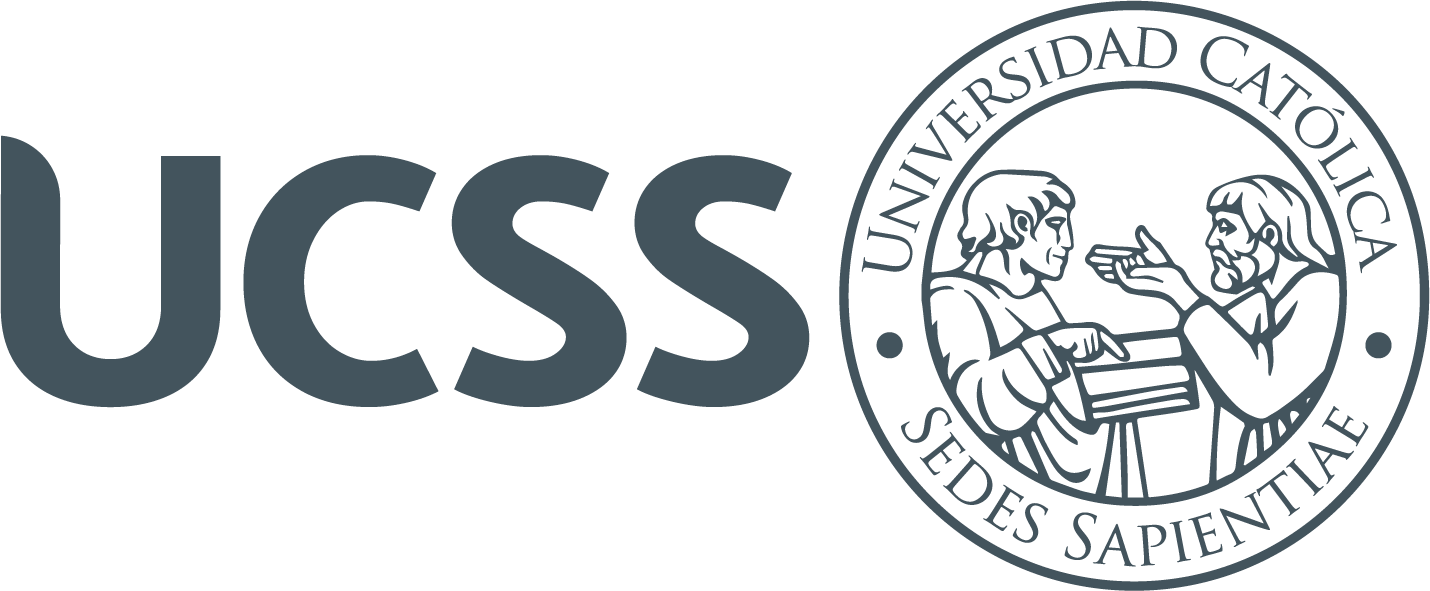 UCSS
UNIVERSIDAD CATÓLICA
SEDES SAPIENTIAE